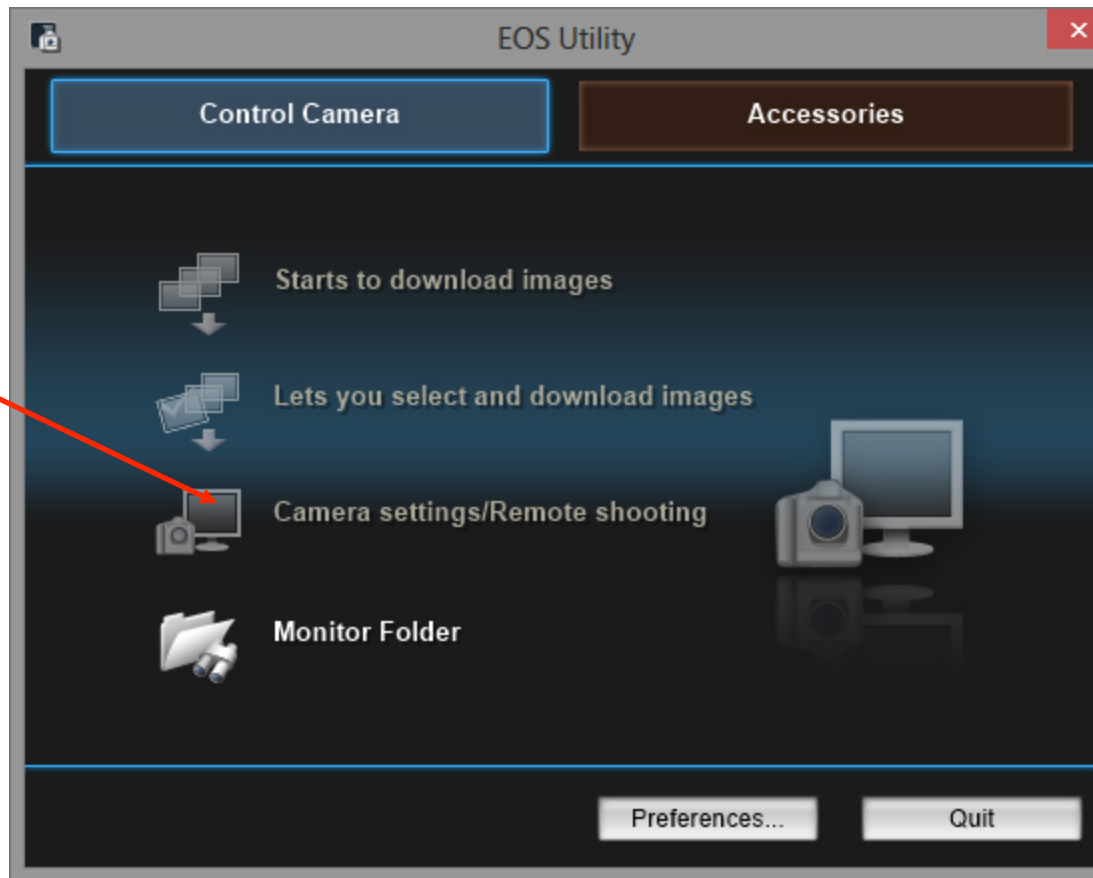 EOS Utility
Control Camera
Accessories
Starts to download images
Lets you select and download images
Camera settings/Remote shooting
Monitor Folder
Preferences...
Quit